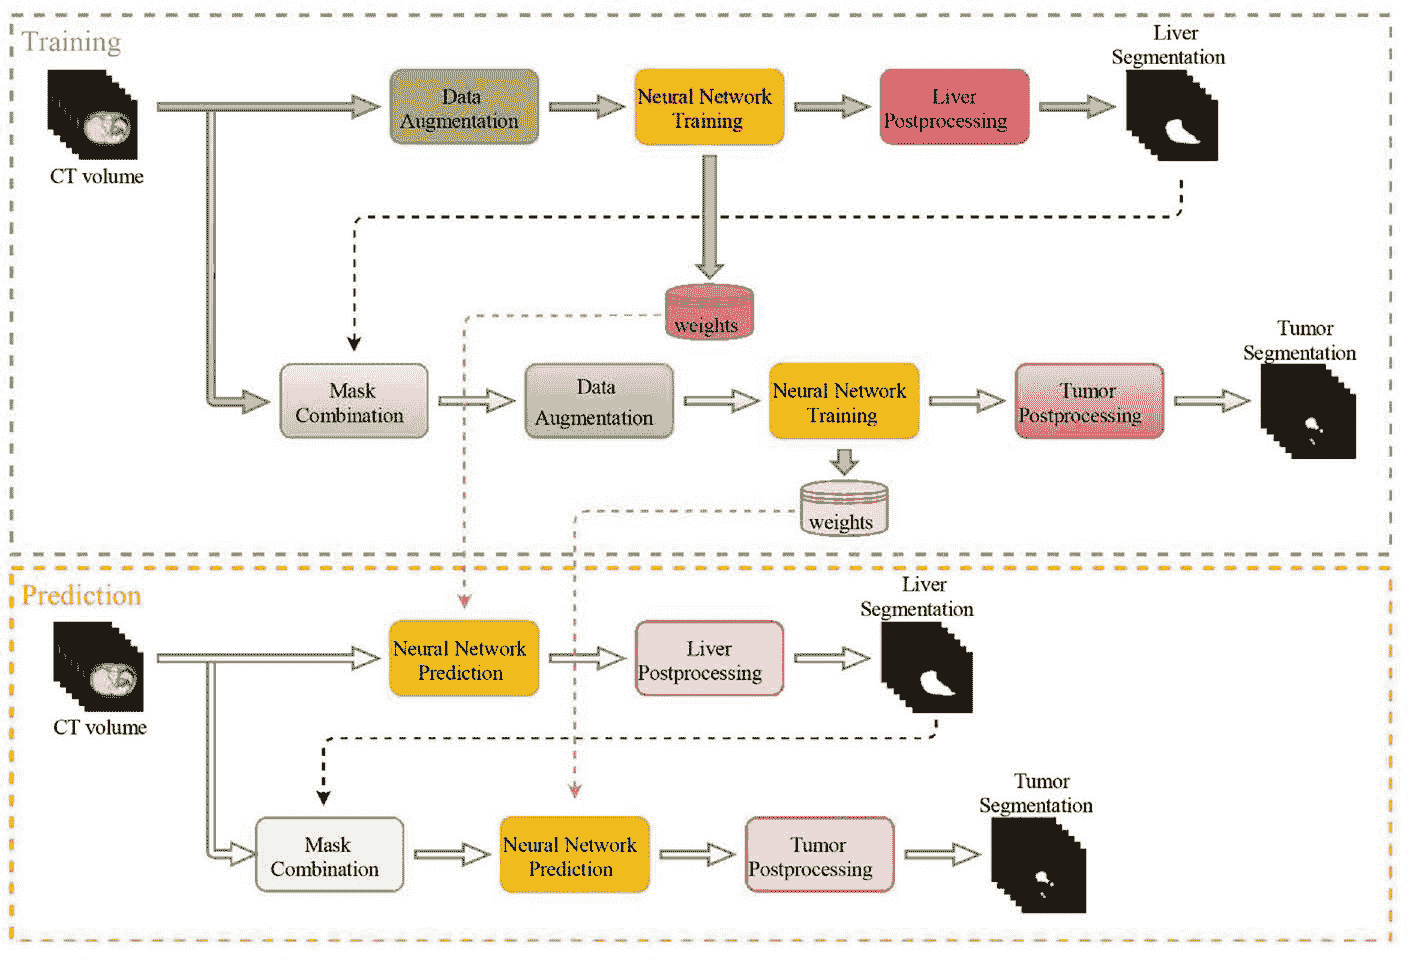 Training
CT volume
Data
Augmentation
Neural Network
Training
Liver
Postprocessing
Liver
Segmentation
weights
Mask
Combination
Data
Augmentation
Neural Network
Training
Tumor
Postprocessing
Tumor
Segmentation
weights
Prediction
CT volume
Neural Network
Prediction
Liver
Postprocessing
Liver
Segmentation
Mask
Combination
Neural Network
Prediction
Tumor
Postprocessing
Tumor
Segmentation